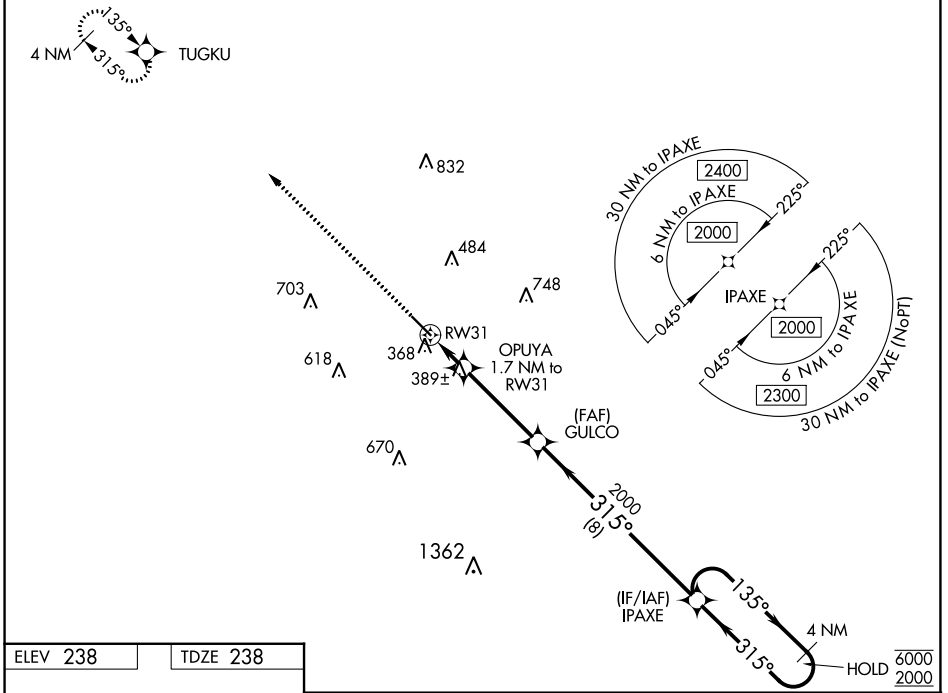 135°
4 NM
315°
TUGKU
832
484
748
703
618
368
RW31
389±
OPUYA
1.7 NM to
RW31
670
(FAF)
GULCO
1362
2000
315°
(8)
(IF/IAF)
IPAXE
135°
315°
4 NM
HOLD 6000
2000
30 NM to IPAXE
2400
6 NM to IPAXE
2000
225°
045°
IPAXE
225°
045°
2000
6 NM to IPAXE
2300
30 NM to IPAXE (NoPT)
ELEV 238
TDZE 238